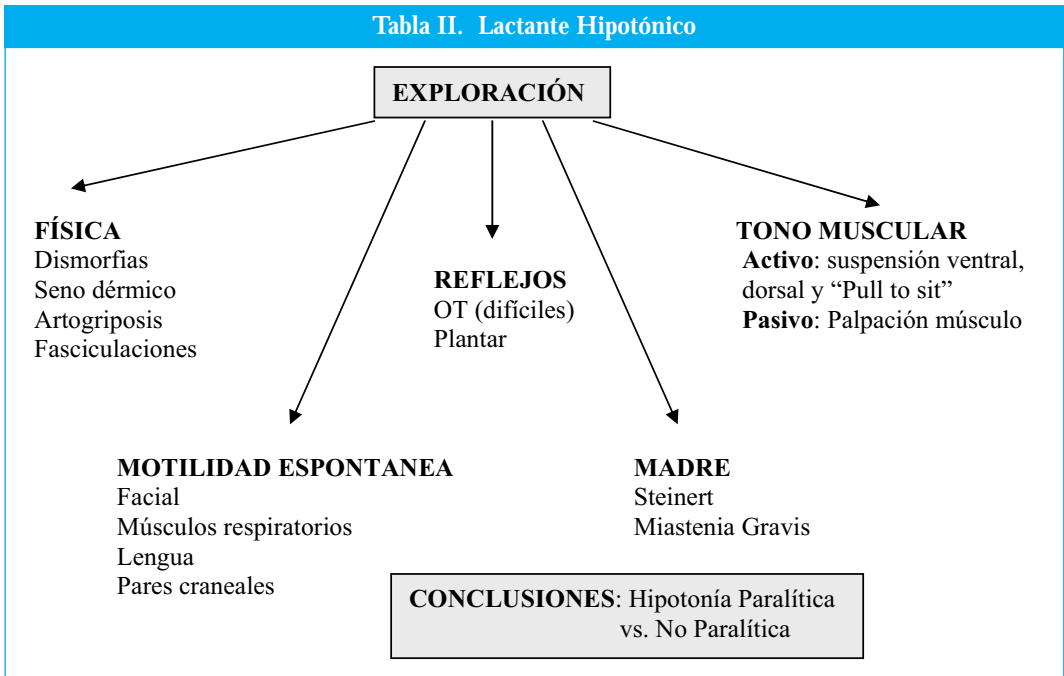 Tabla II. Lactante Hipotónico
EXPLORACIÓN
FÍSICA
Dismorfias
Seno dérmico
Artogriposis
Fasciculaciones
REFLEJOS
OT (difíciles)
Plantar
TONO MUSCULAR
Activo: suspensión ventral,
dorsal y “Pull to sit”
Pasivo: Palpación músculo
MOTILIDAD ESPONTANEA
Facial
Músculos respiratorios
Lengua
Pares craneales
MADRE
Steinert
Miastenia Gravis
CONCLUSIONES: Hipotonía Paralítica
vs. No Paralítica